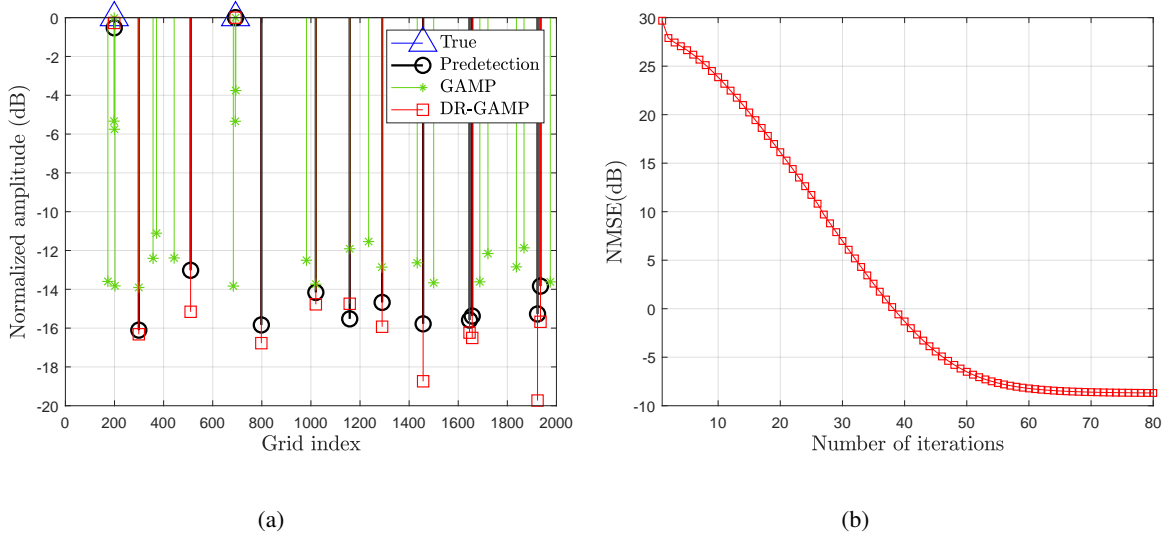 0
-2
-4
-6
-8
-10
-12
-14
-16
-18
-20
0 200 400 600 800 1000 1200 1400 1600 1800 2000
Normalized amplitude (dB)
Grid index
True
Predetection
GAMP
DR-GAMP
(a)
30
25
20
15
10
5
0
-5
-10
10 20 30 40 50 60 70 80
NMSE(dB)
Number of iterations
(b)